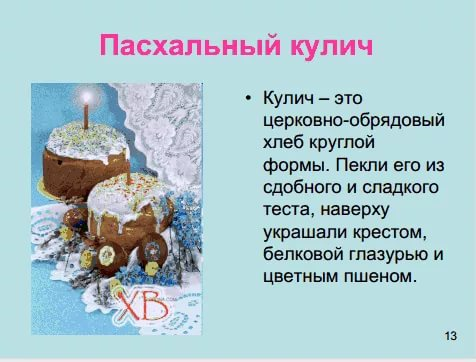 Пасхальный кулич
• Кулич – это
церковно-обрядовый
хлеб круглой
формы. Пекли его из
сдобного и сладкого
теста, наверху
украшали крестом,
белковой глазурью и
цветным пшеном.
ХВ
13